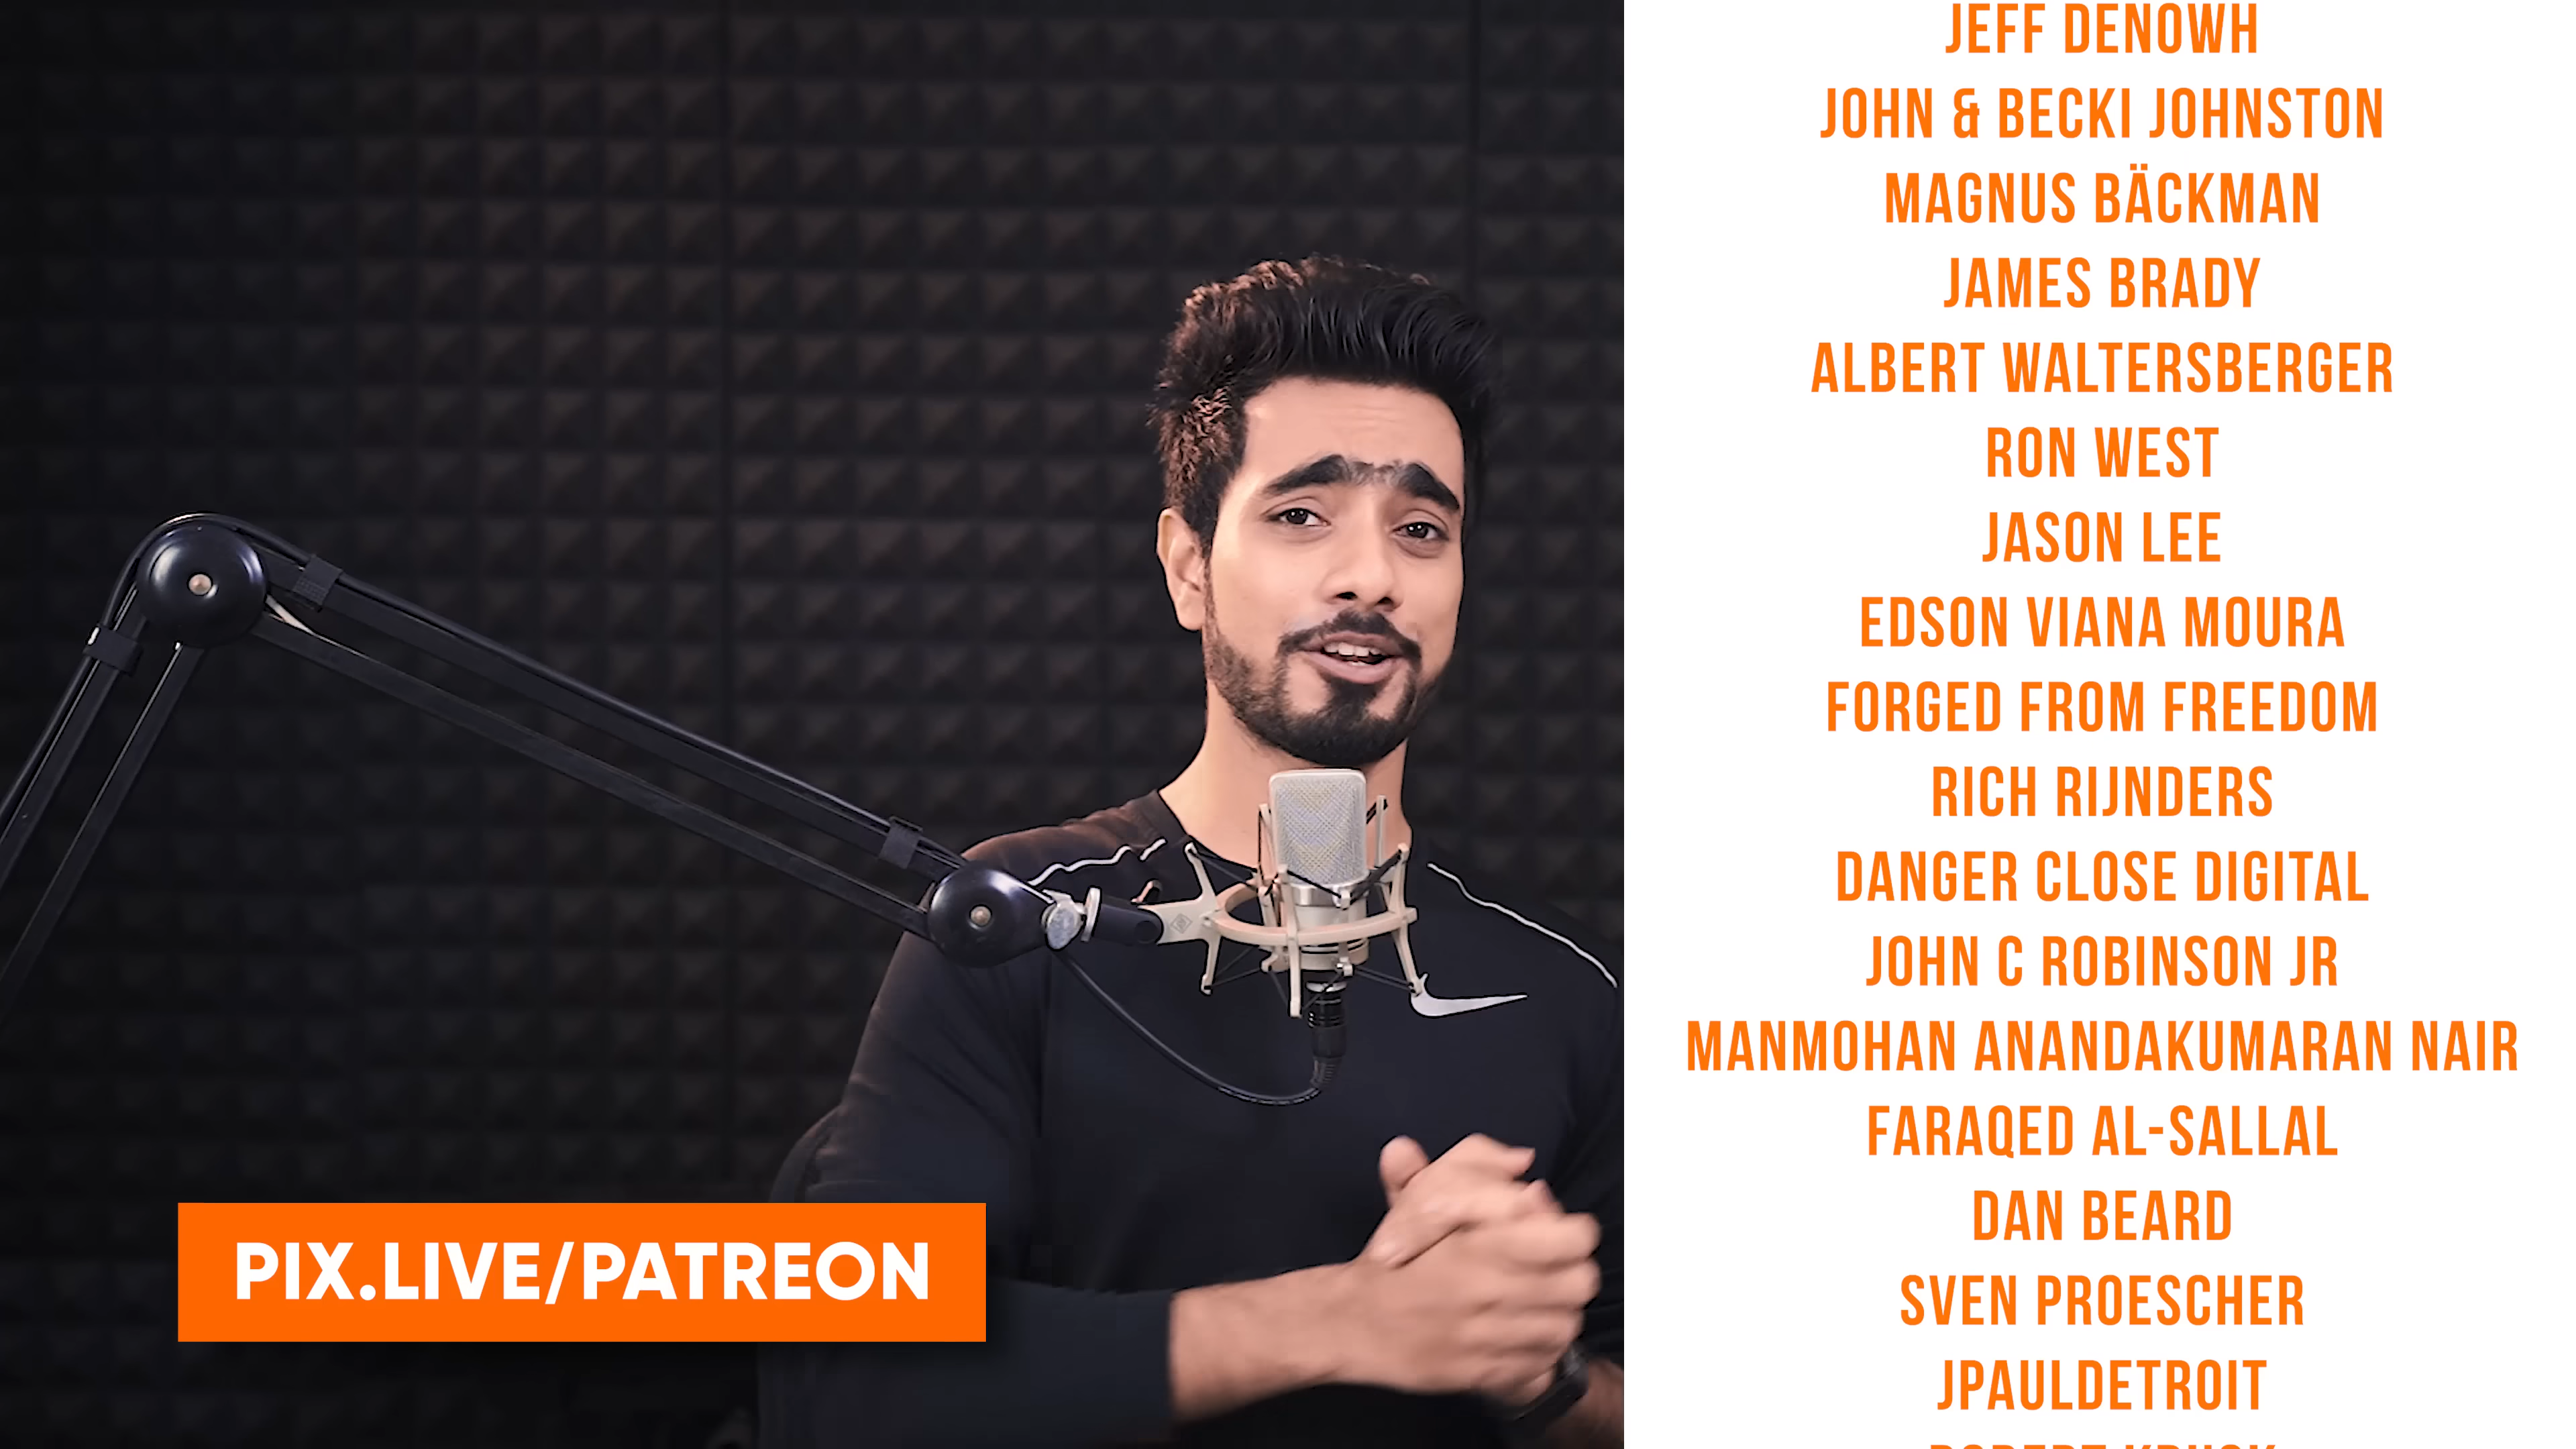 JEFF DENOWH
JOHN & BECKI JOHNSTON
MAGNUS BÄCKMAN
JAMES BRADY
ALBERT WALTERSBERGER
RON WEST
JASON LEE
EDSON VIANA MOURA
FORGED FROM FREEDOM
RICH RIJNDERS
DANGER CLOSE DIGITAL
JOHN C ROBINSON JR
MANMOHAN ANANDAKUMARAN NAIR
FARAQED AL-SALLAL
DAN BEARD
SVEN PROESCHER
JPAULDETROIT
PIX.LIVE/PATREON